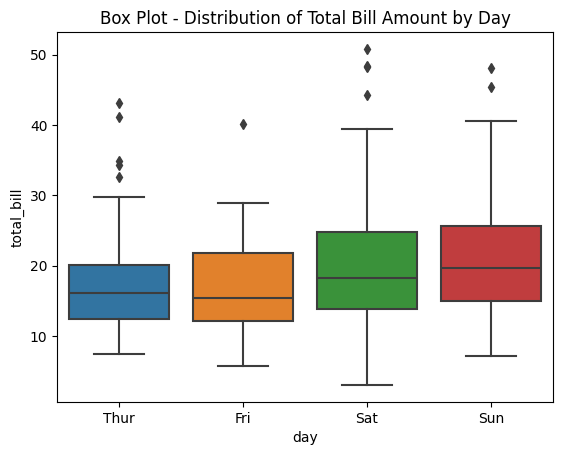 Box Plot - Distribution of Total Bill Amount by Day
50
40
30
20
10
total_bill
Thur Fri Sat Sun
day